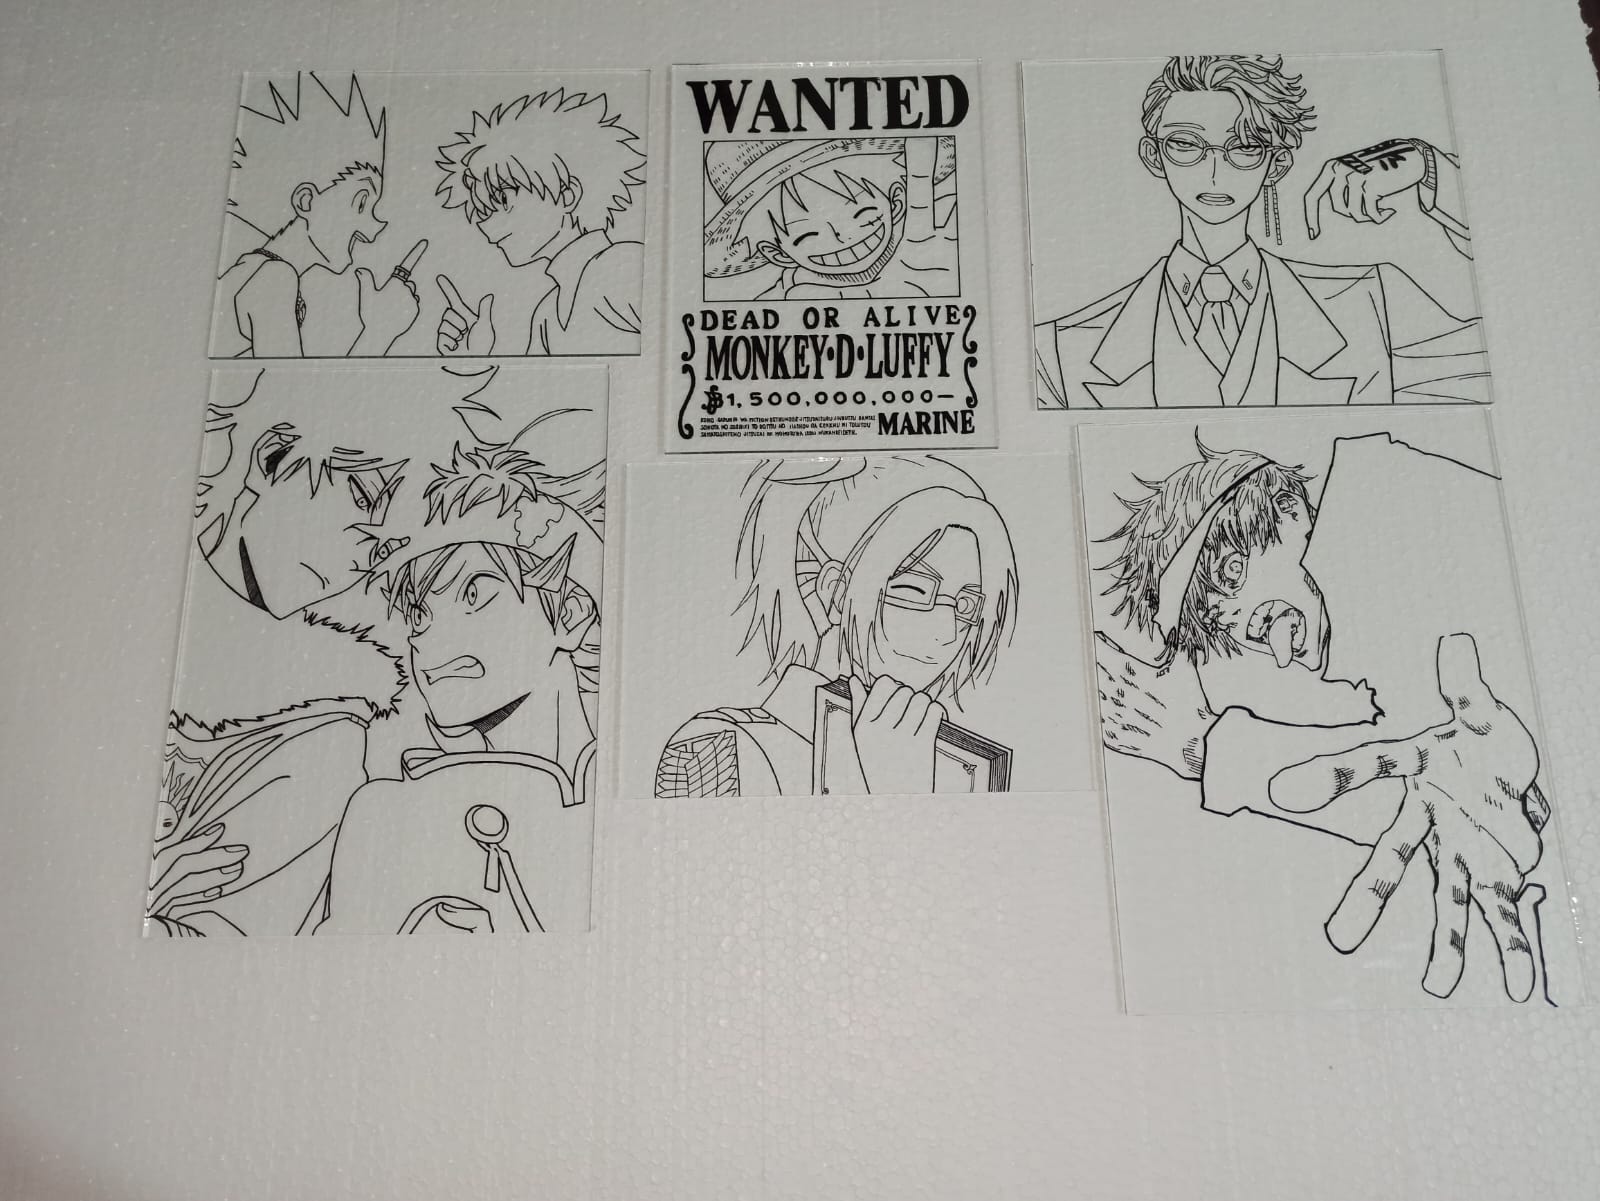 WANTED
DEAD OR ALIVE
MONKEY·D·LUFFY
฿1,500,000,000—
MARINE